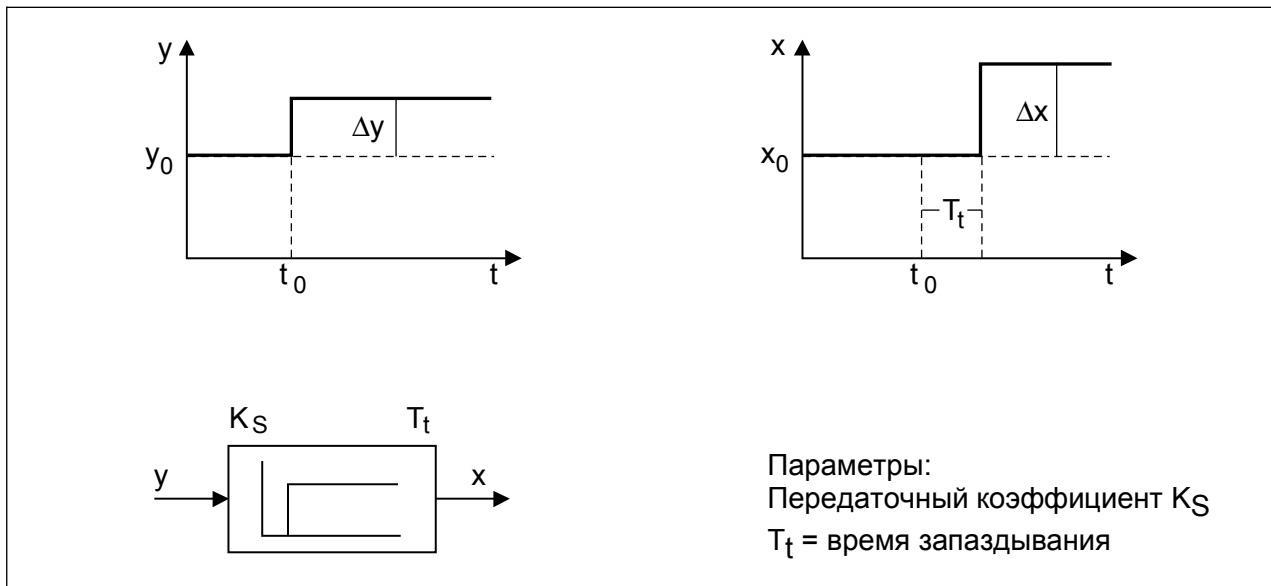 y
Δy
y0
t0
t
x
Δx
x0
Tt
t0
t
KS Tt
y x
Параметры:
Передаточный коэффициент KS
Tt = время запаздывания